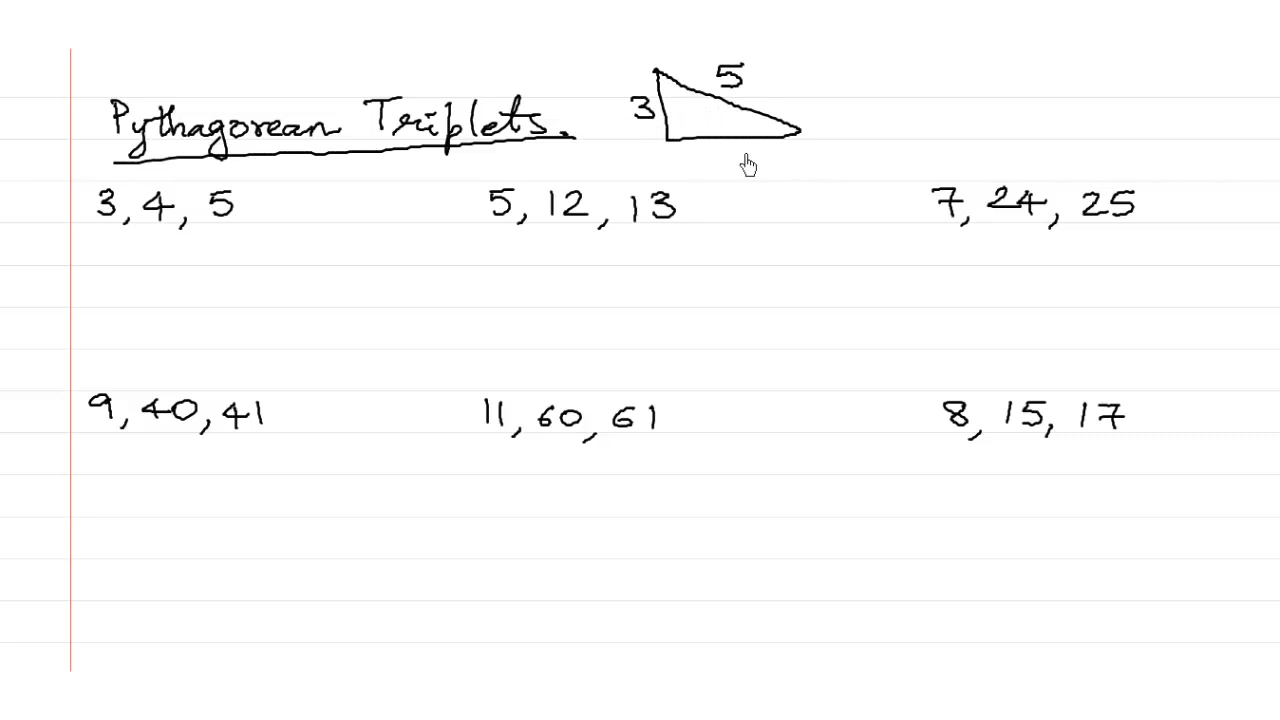 Pythagorean Triplets.
5
3
3, 4, 5
5, 12, 13
7, 24, 25
9, 40, 41
11, 60, 61
8, 15, 17